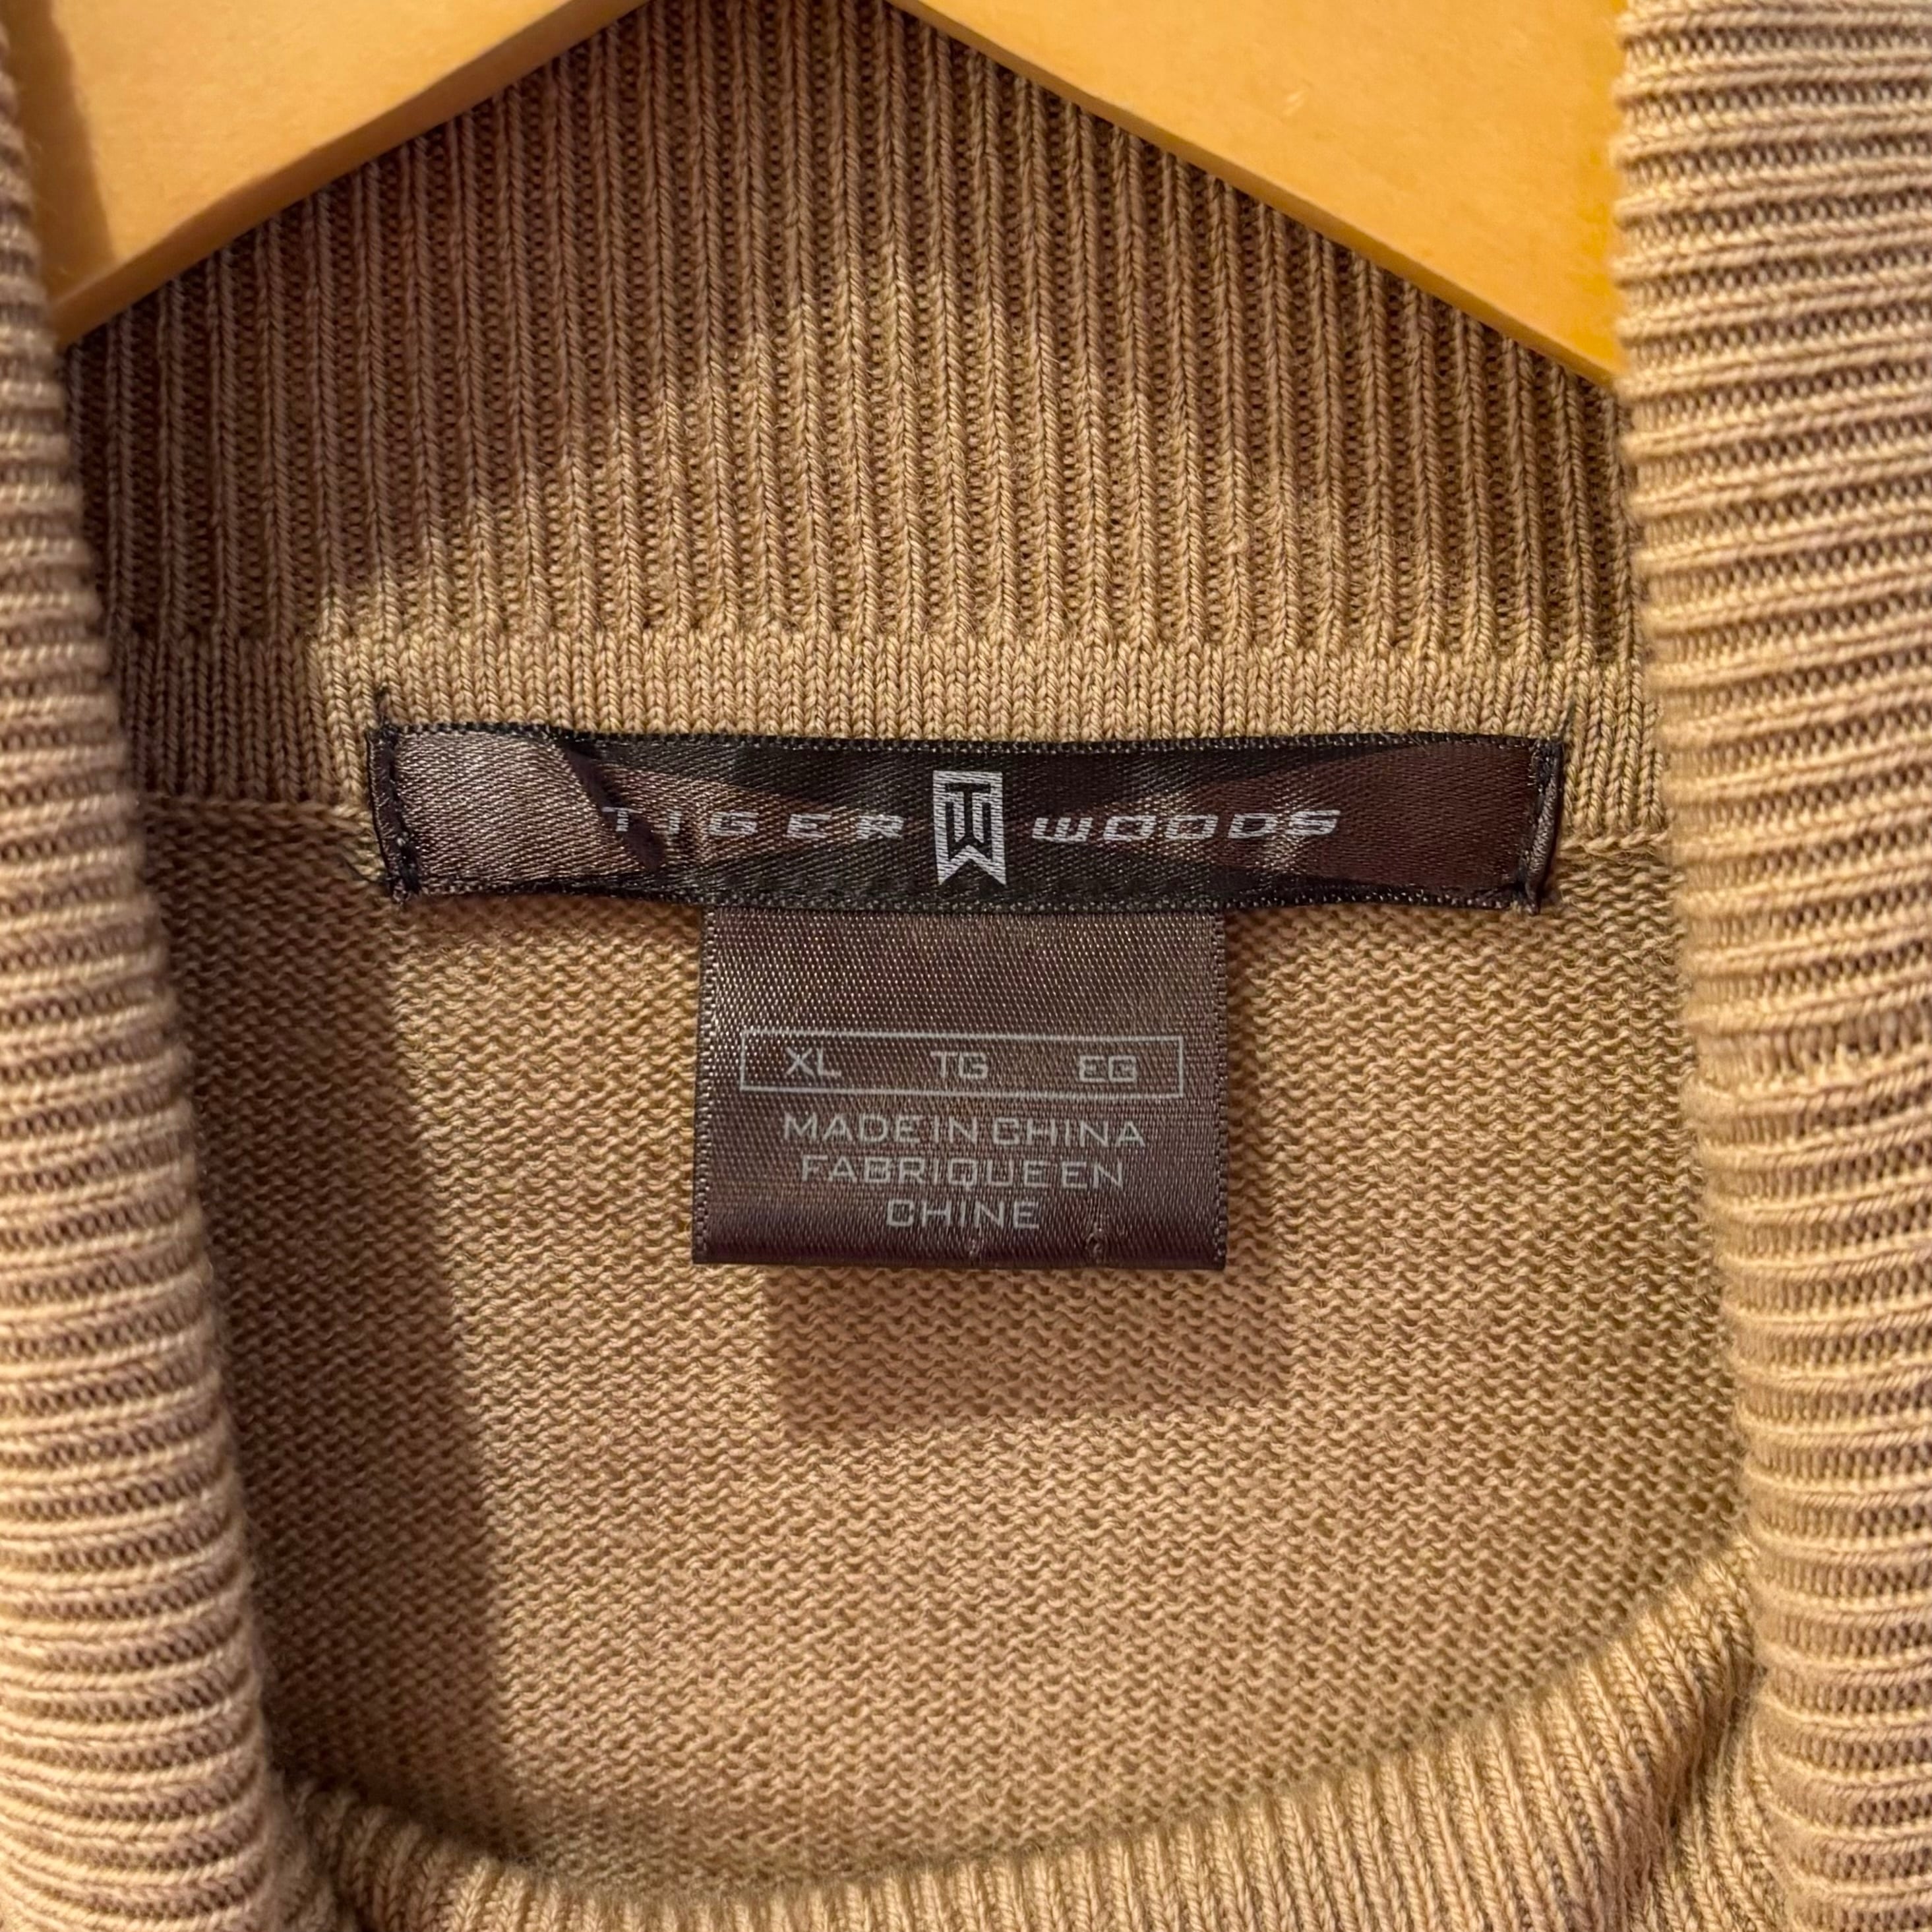 TIGER TW WOODS
XL TG EG
MADE IN CHINA
FABRIQUE EN
CHINE